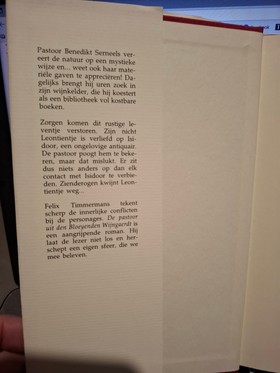 Pastoor Benedikt Serneels ver-
eert de natuur op een mystieke
wijze en... weet ook haar mate-
riële gaven te appreciëren! Da-
gelijks brengt hij uren zoek in
zijn wijnkelder, die hij koestert
als een bibliotheek vol kostbare
boeken.
Zorgen komen dit rustige le-
ventje verstoren. Zijn nicht
Leontientje is verliefd op Isi-
door, een ongelovige antiquair.
De pastoor poogt hem te beke-
ren, maar dat mislukt. Er zit
dus niets anders op dan elk
contact met Isidoor te verbie-
den. Zienderogen kwijnt Leon-
tientje weg...
Felix Timmermans tekent
scherp de innerlijke conflicten
bij de personages. De pastoor
uit den Bloeyenden Wijngaerdt is
een aangrijpende roman. Hij
laat de lezer niet los en her-
schept een eigen sfeer, die we
mee beleven.